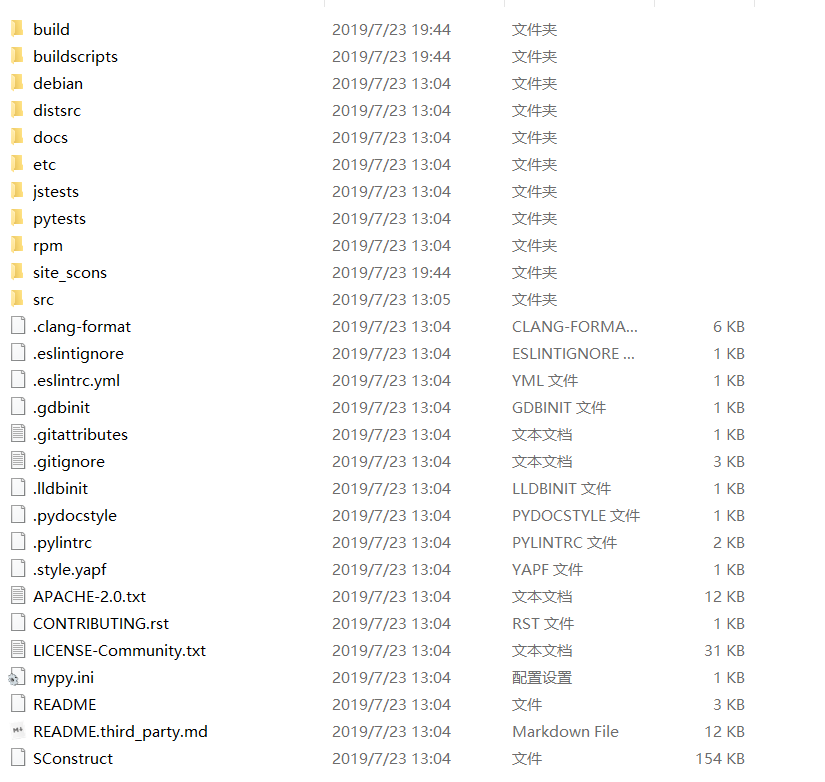 build 2019/7/23 19:44 文件夹
buildscripts 2019/7/23 19:44 文件夹
debian 2019/7/23 13:04 文件夹
distsrc 2019/7/23 13:04 文件夹
docs 2019/7/23 13:04 文件夹
etc 2019/7/23 13:04 文件夹
jstests 2019/7/23 13:04 文件夹
pytests 2019/7/23 13:04 文件夹
rpm 2019/7/23 13:04 文件夹
site_scons 2019/7/23 19:44 文件夹
src 2019/7/23 13:05 文件夹
.clang-format 2019/7/23 13:04 CLANG-FORMA... 6 KB
.eslintignore 2019/7/23 13:04 ESLINTIGNORE ... 1 KB
.eslintrc.yml 2019/7/23 13:04 YML 文件 1 KB
.gdbinit 2019/7/23 13:04 GDBINIT 文件 1 KB
.gitattributes 2019/7/23 13:04 文本文档 1 KB
.gitignore 2019/7/23 13:04 文本文档 3 KB
.lldbinit 2019/7/23 13:04 LLDBINIT 文件 1 KB
.pydocstyle 2019/7/23 13:04 PYDOCSTYLE 文件 1 KB
.pylintrc 2019/7/23 13:04 PYLINTRC 文件 2 KB
.style.yapf 2019/7/23 13:04 YAPF 文件 1 KB
APACHE-2.0.txt 2019/7/23 13:04 文本文档 12 KB
CONTRIBUTING.rst 2019/7/23 13:04 RST 文件 1 KB
LICENSE-Community.txt 2019/7/23 13:04 文本文档 31 KB
mypy.ini 2019/7/23 13:04 配置设置 1 KB
README 2019/7/23 13:04 文件 3 KB
README.third_party.md 2019/7/23 13:04 Markdown File 12 KB
SConstruct 2019/7/23 13:04 文件 154 KB